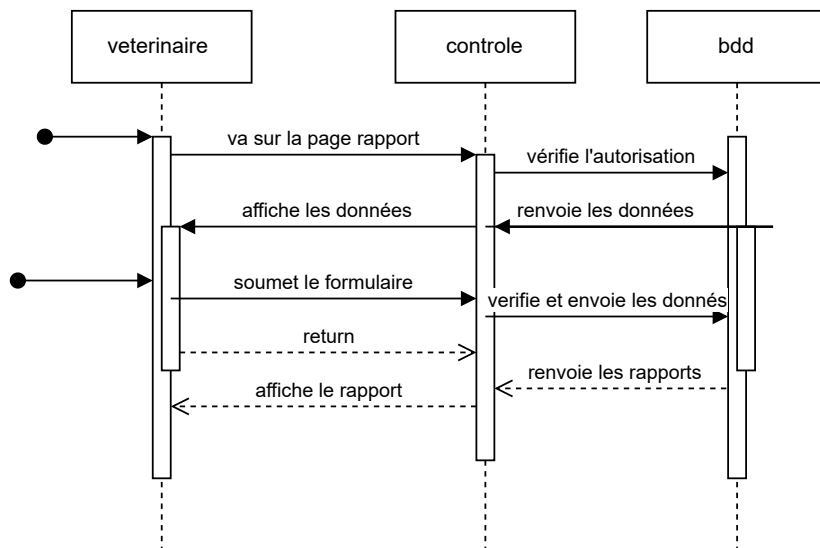 veterinaire
controle
bdd
va sur la page rapport
vérifie l'autorisation
affiche les données
renvoie les données
soumet le formulaire
verifie et envoie les donnés
return
renvoie les rapports
affiche le rapport